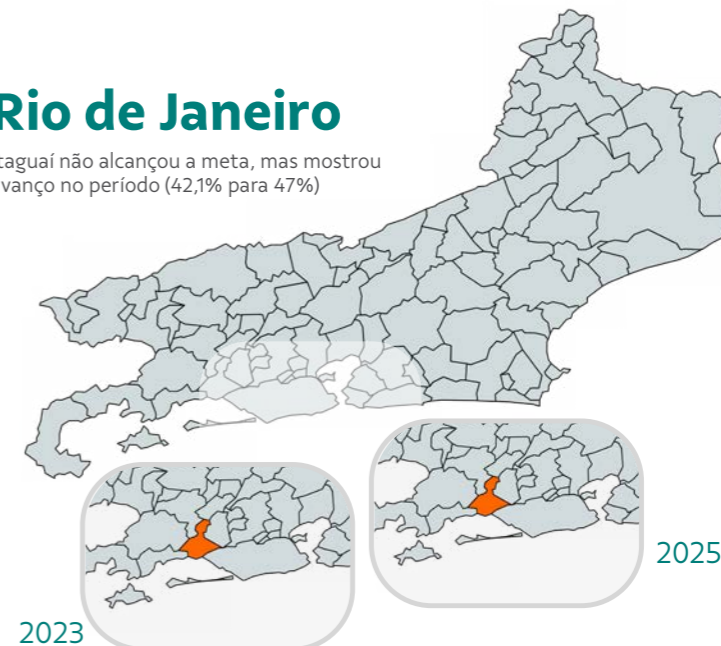 Rio de Janeiro
taguaí não alcançou a meta, mas mostrou
vanço no período (42,1% para 47%)
2025
2023